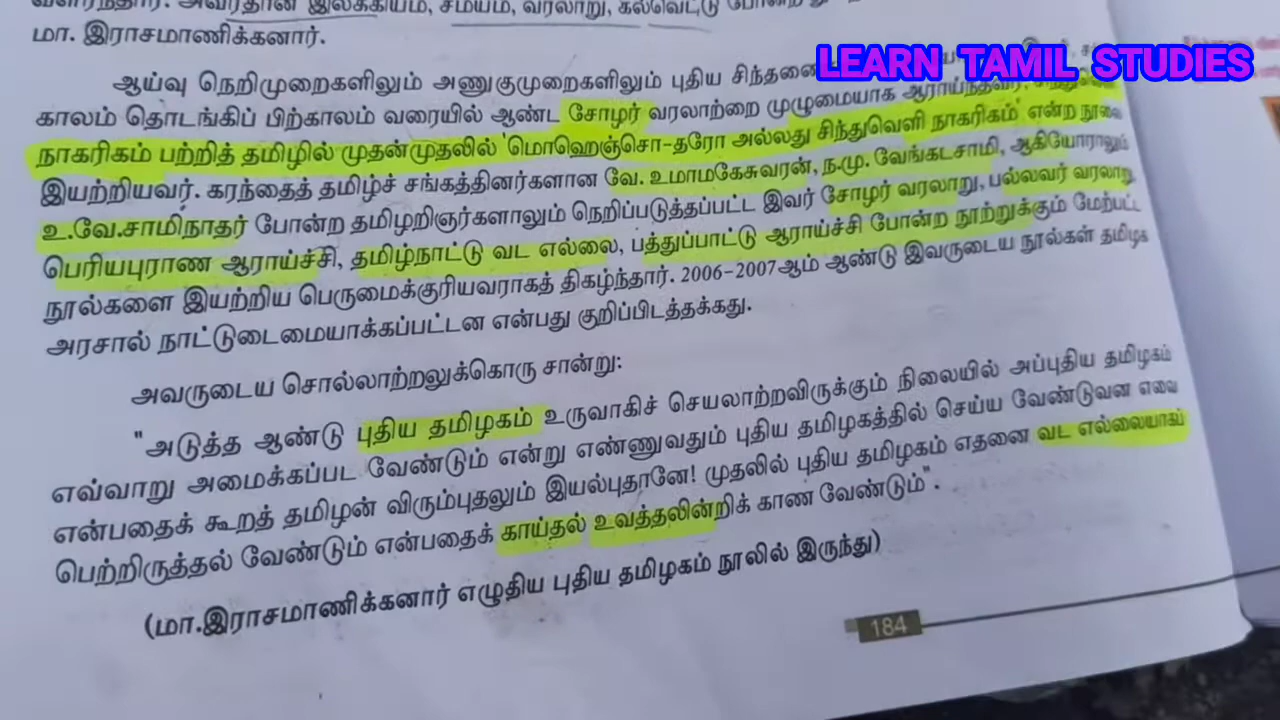 வளர்ந்தார். அவர்தான் இலக்கியம், சமயம், வரலாறு, கல்வெட்டு போன்ற
மா. இராசமாணிக்கனார்.
LEARN TAMIL STUDIES
ஆய்வு நெறிமுறைகளிலும் அணுகுமுறைகளிலும் புதிய சிந்தனை
காலம் தொடங்கிப் பிற்காலம் வரையில் ஆண்ட சோழர் வரலாற்றை முழுமையாக ஆராய்ந்தவர்,
நாகரிகம் பற்றித் தமிழில் முதன்முதலில் 'மொஹெஞ்சொ-தரோ அல்லது சிந்துவெளி நாகரிகம்' என்ற நூலை
இயற்றியவர். கரந்தைத் தமிழ்ச் சங்கத்தினர்களான வே. உமாமகேசுவரன், ந.மு. வேங்கடசாமி, ஆகியோராலும்
உ.வே.சாமிநாதர் போன்ற தமிழறிஞர்களாலும் நெறிப்படுத்தப்பட்ட இவர் சோழர் வரலாறு, பல்லவர் வரலாறு
பெரியபுராண ஆராய்ச்சி, தமிழ்நாட்டு வட எல்லை, பத்துப்பாட்டு ஆராய்ச்சி போன்ற நூற்றுக்கும் மேற்பட்ட
நூல்களை இயற்றிய பெருமைக்குரியவராகத் திகழ்ந்தார். 2006-2007ஆம் ஆண்டு இவருடைய நூல்கள் தமிழக
அரசால் நாட்டுடைமையாக்கப்பட்டன என்பது குறிப்பிடத்தக்கது.
அவருடைய சொல்லாற்றலுக்கொரு சான்று:
"அடுத்த ஆண்டு புதிய தமிழகம் உருவாகிச் செயலாற்றவிருக்கும் நிலையில் அப்புதிய தமிழகம்
எவ்வாறு அமைக்கப்பட வேண்டும் என்று எண்ணுவதும் புதிய தமிழகத்தில் செய்ய வேண்டுவன எவை
என்பதைக் கூறத் தமிழன் விரும்புதலும் இயல்புதானே! முதலில் புதிய தமிழகம் எதனை வட எல்லையாகப்
பெற்றிருத்தல் வேண்டும் என்பதைக் காய்தல் உவத்தலின்றிக் காண வேண்டும்".
(மா.இராசமாணிக்கனார் எழுதிய புதிய தமிழகம் நூலில் இருந்து)
184